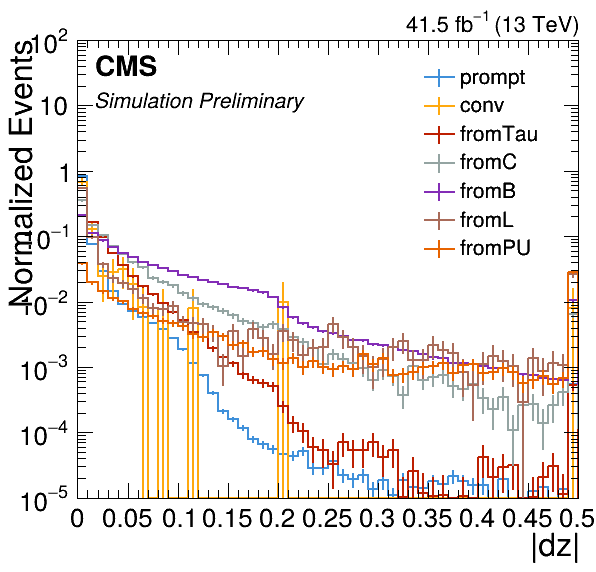 41.5 fb⁻¹ (13 TeV)
CMS
Simulation Preliminary
prompt
conv
fromTau
fromC
fromB
fromL
fromPU
Normalized Events
10²
10
1
10⁻¹
10⁻²
10⁻³
10⁻⁴
10⁻⁵
0 0.05 0.1 0.15 0.2 0.25 0.3 0.35 0.4 0.45 0.5
|dz|